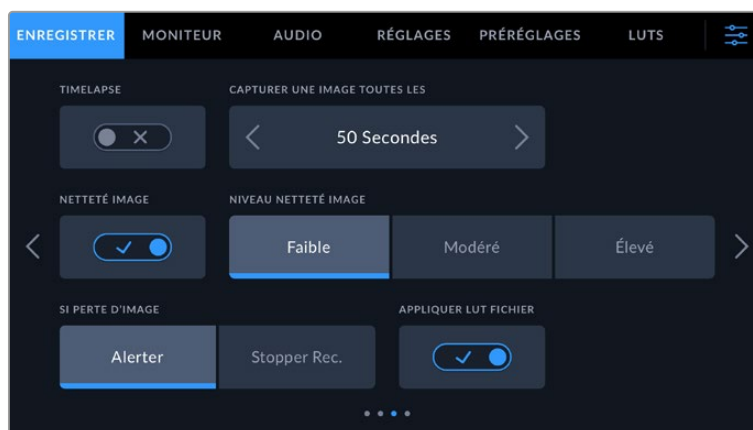 ENREGISTRER MONITEUR AUDIO RÉGLAGES PRÉRÉGLAGES LUTS
TIMELAPSE CAPTURER UNE IMAGE TOUTES LES
50 Secondes
NETTETÉ IMAGE NIVEAU NETTETÉ IMAGE
Faible Modéré Élevé
SI PERTE D'IMAGE APPLIQUER LUT FICHIER
Alerter Stopper Rec.